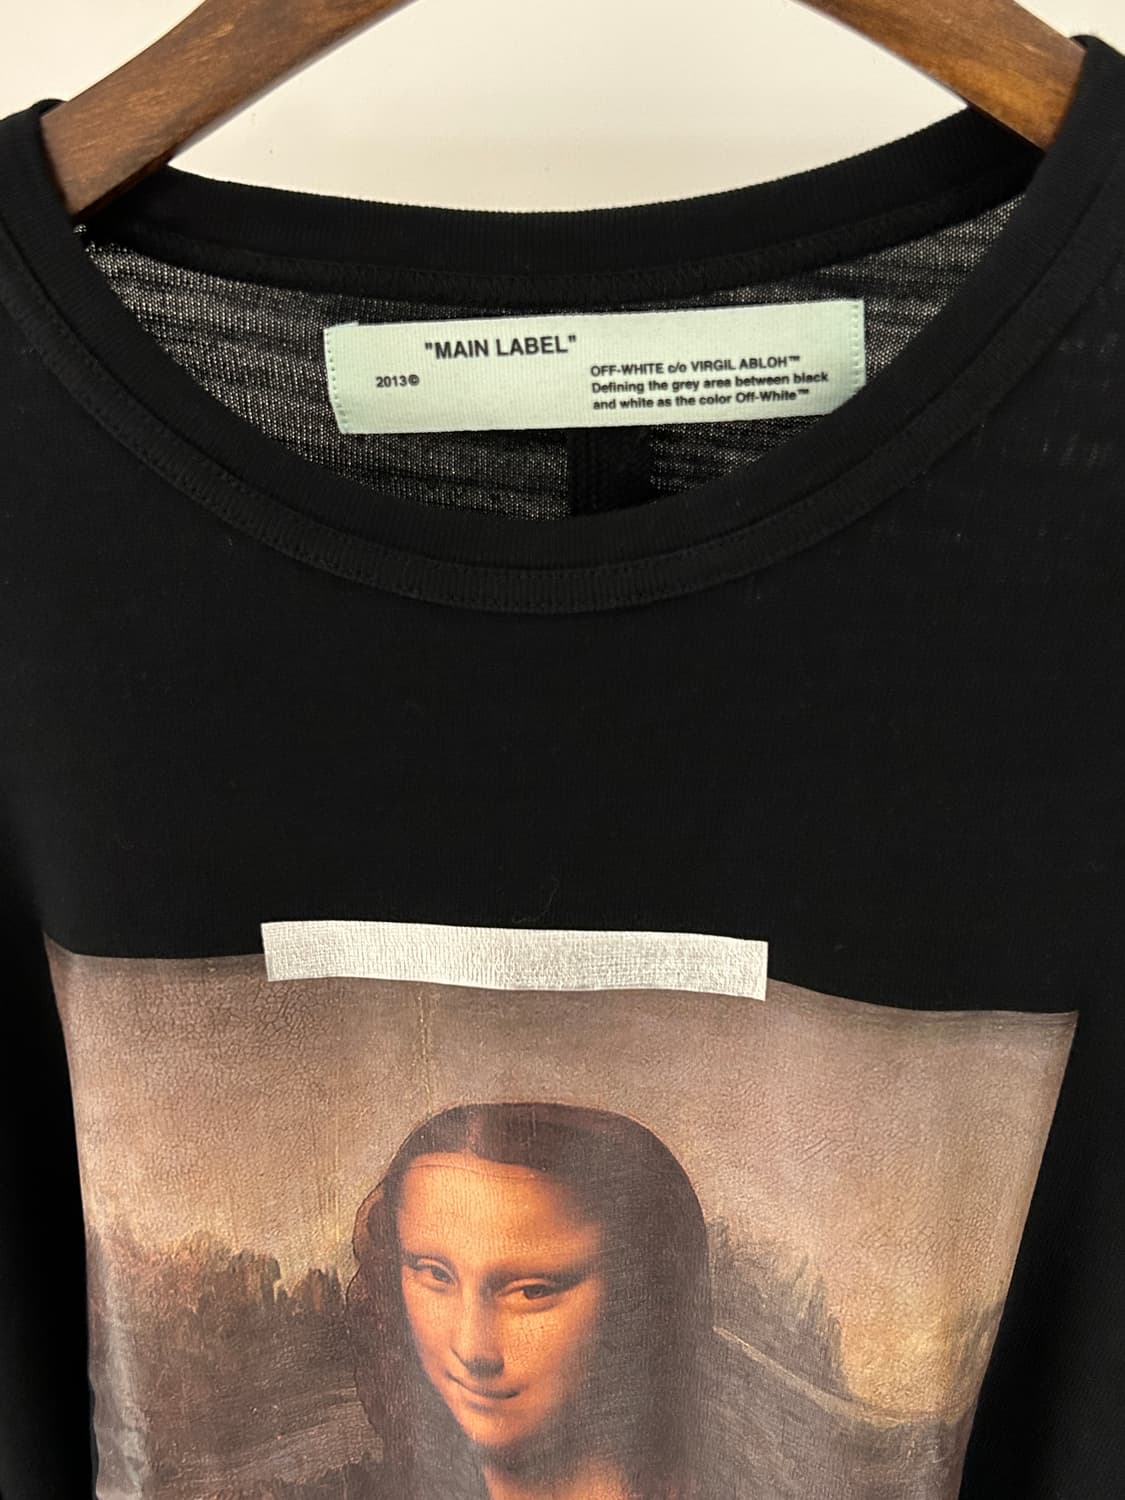 "MAIN LABEL"
2013©
OFF-WHITE c/o VIRGIL ABLOH™
Defining the grey area between black
and white as the color Off-White™